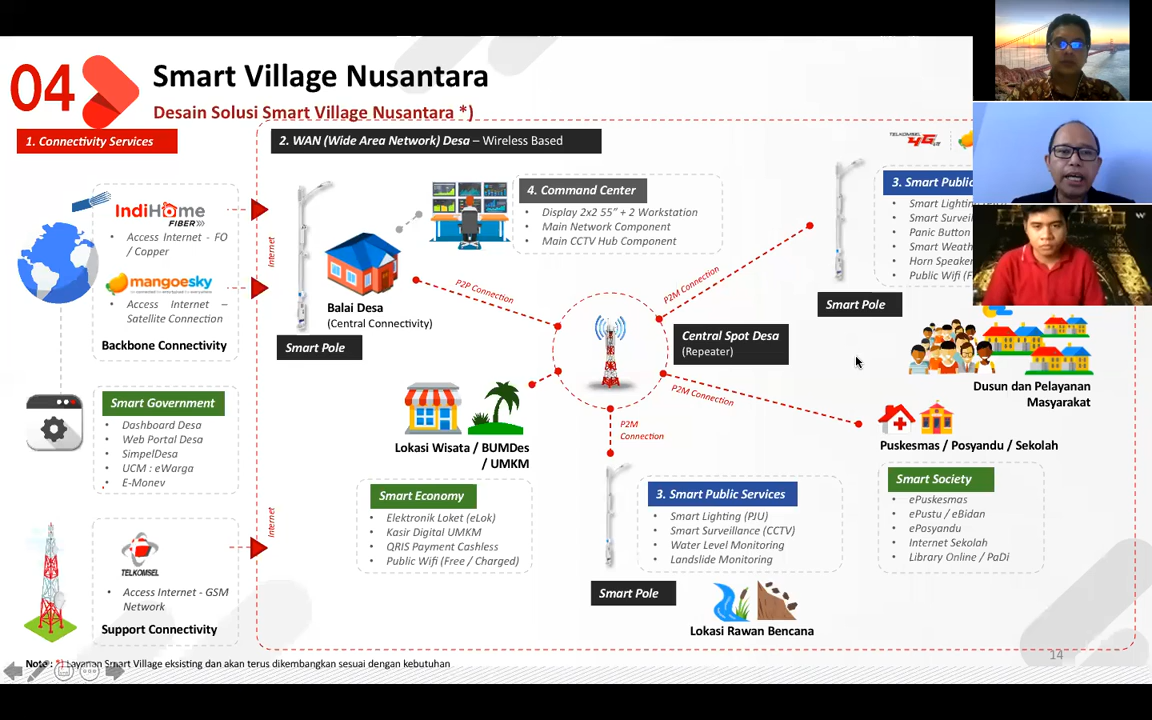 04
Smart Village Nusantara
Desain Solusi Smart Village Nusantara *)
1. Connectivity Services
IndiHome
FIBER
• Access Internet - FO
/ Copper
mangoesky
• Access Internet –
Satellite Connection
Backbone Connectivity
Smart Government
• Dashboard Desa
• Web Portal Desa
• SimpelDesa
• UCM : eWarga
• E-Monev
TELKOMSEL
• Access Internet - GSM
Network
Support Connectivity
Internet
Internet
2. WAN (Wide Area Network) Desa – Wireless Based
TELKOMSEL
4G LTE
Balai Desa
(Central Connectivity)
Smart Pole
4. Command Center
• Display 2x2 55" + 2 Workstation
• Main Network Component
• Main CCTV Hub Component
P2P Connection
P2M Connection
Central Spot Desa
(Repeater)
P2M Connection
P2M
Connection
Smart Pole
3. Smart Public
• Smart Lighting
• Smart
• Panic Button
• Smart
• Horn Speaker
• Public Wifi
Dusun dan Pelayanan
Masyarakat
Puskesmas / Posyandu / Sekolah
Smart Society
• ePuskesmas
• ePustu / eBidan
• ePosyandu
• Internet Sekolah
• Library Online / PaDi
Lokasi Wisata / BUMDes
/ UMKM
Smart Economy
• Elektronik Loket (eLok)
• Kasir Digital UMKM
• QRIS Payment Cashless
• Public Wifi (Free / Charged)
Smart Pole
3. Smart Public Services
• Smart Lighting (PJU)
• Smart Surveillance (CCTV)
• Water Level Monitoring
• Landslide Monitoring
Lokasi Rawan Bencana
Note : *) Layanan Smart Village eksisting dan akan terus dikembangkan sesuai dengan kebutuhan
14